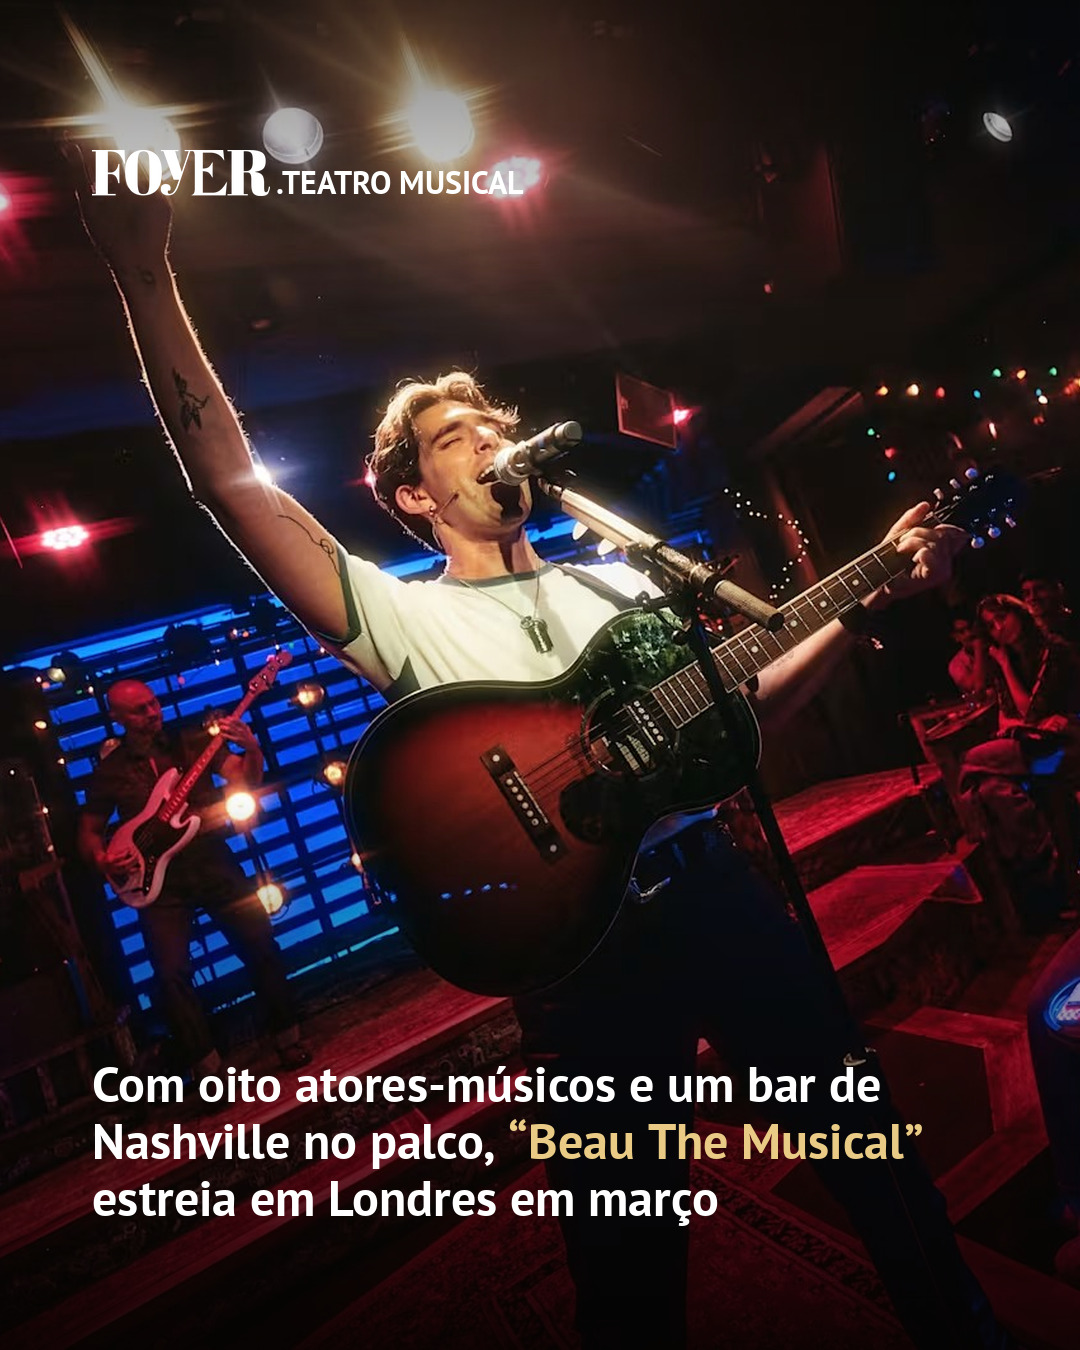 FOYER .TEATRO MUSICAL
Com oito atores-músicos e um bar de
Nashville no palco, “Beau The Musical”
estreia em Londres em março